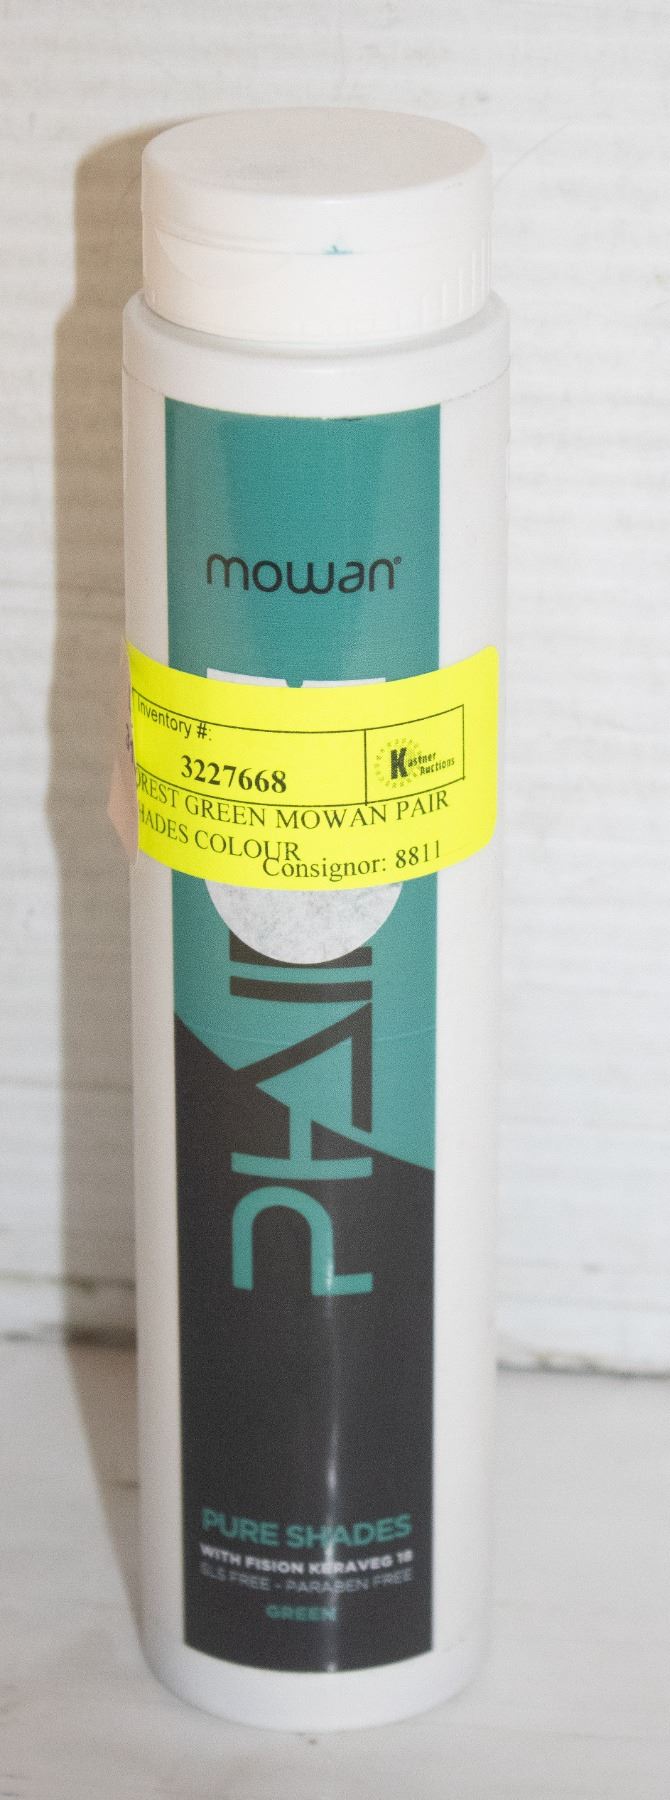 mowan®
Inventory #:
3227668
Kastner
Auctions
OREST GREEN MOWAN PAIR
HADES COLOUR
Consignor: 8811
PURE SHADES
WITH FISION KERAVEG 18
SLS FREE - PARABEN FREE
GREEN